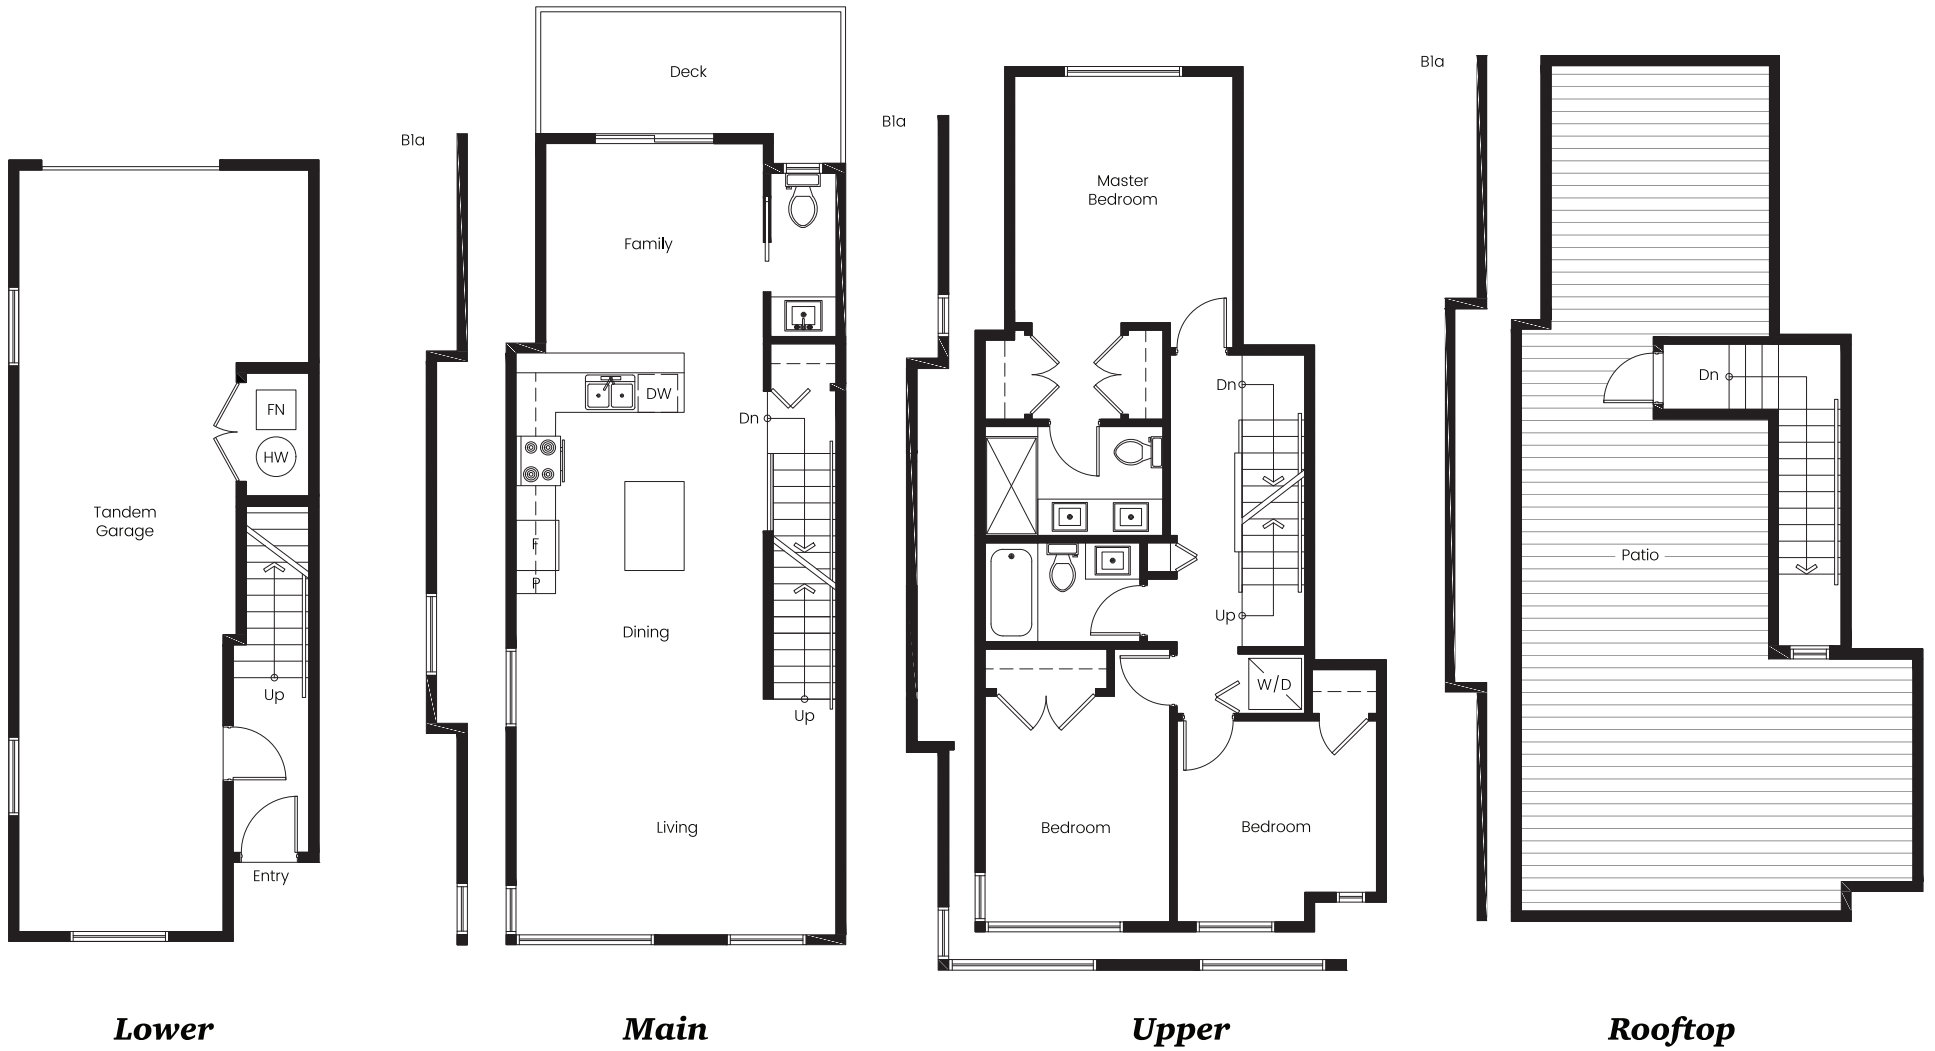 FN
HW
Tandem
Garage
Up
Entry
Lower
B1a
Deck
Family
DW
Dn
F
P
Dining
Up
Living
Main
B1a
Master
Bedroom
Dn
Up
W/D
Bedroom
Bedroom
Upper
B1a
Dn
Patio
Rooftop